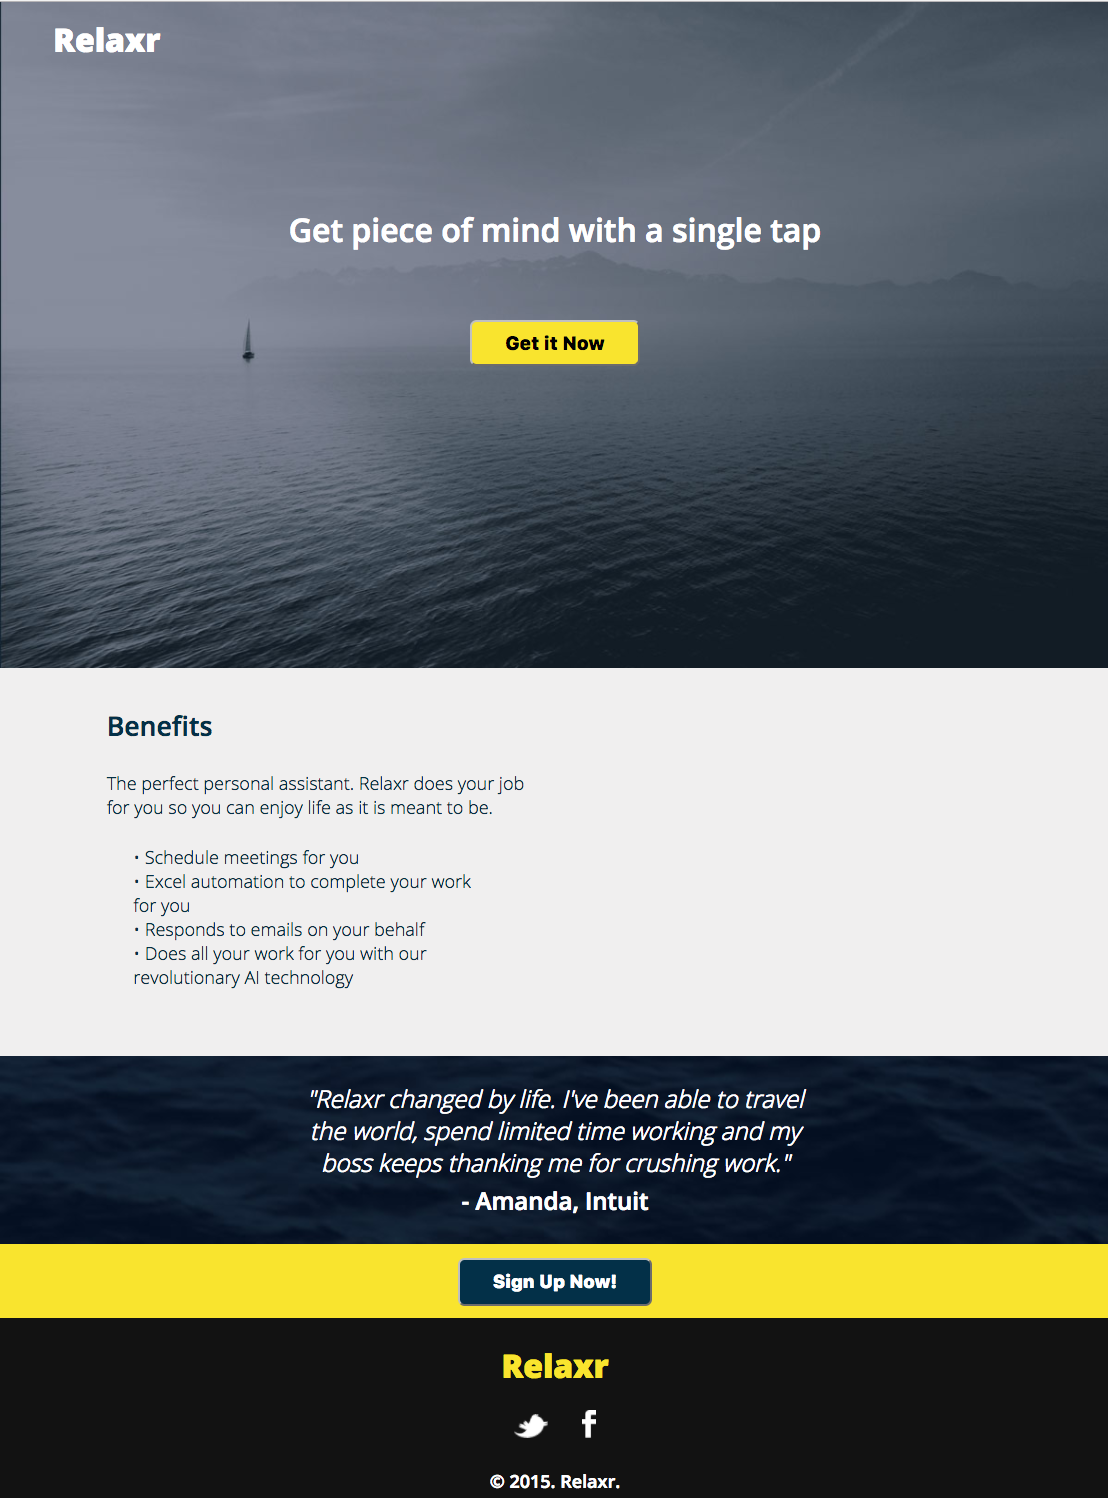 Relaxr
Get piece of mind with a single tap
Get it Now
Benefits
The perfect personal assistant. Relaxr does your job
for you so you can enjoy life as it is meant to be.
• Schedule meetings for you
• Excel automation to complete your work
for you
• Responds to emails on your behalf
• Does all your work for you with our
revolutionary AI technology
"Relaxr changed by life. I've been able to travel
the world, spend limited time working and my
boss keeps thanking me for crushing work."
- Amanda, Intuit
Sign Up Now!
Relaxr
© 2015. Relaxr.